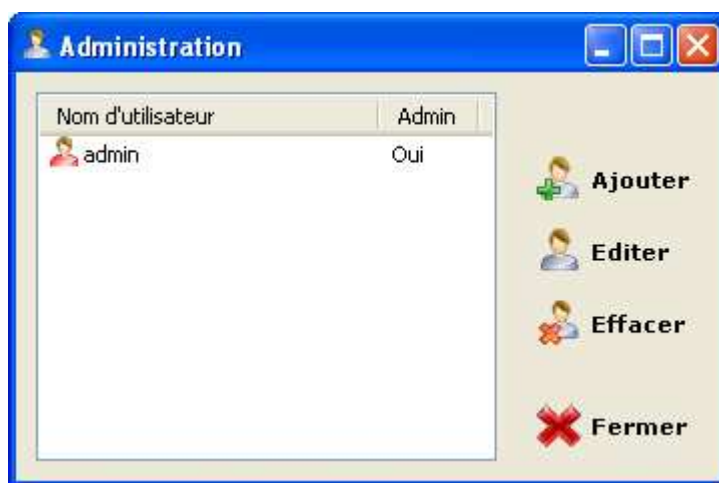 Administration
Nom d'utilisateur Admin
admin Oui
Ajouter
Editer
Effacer
Fermer